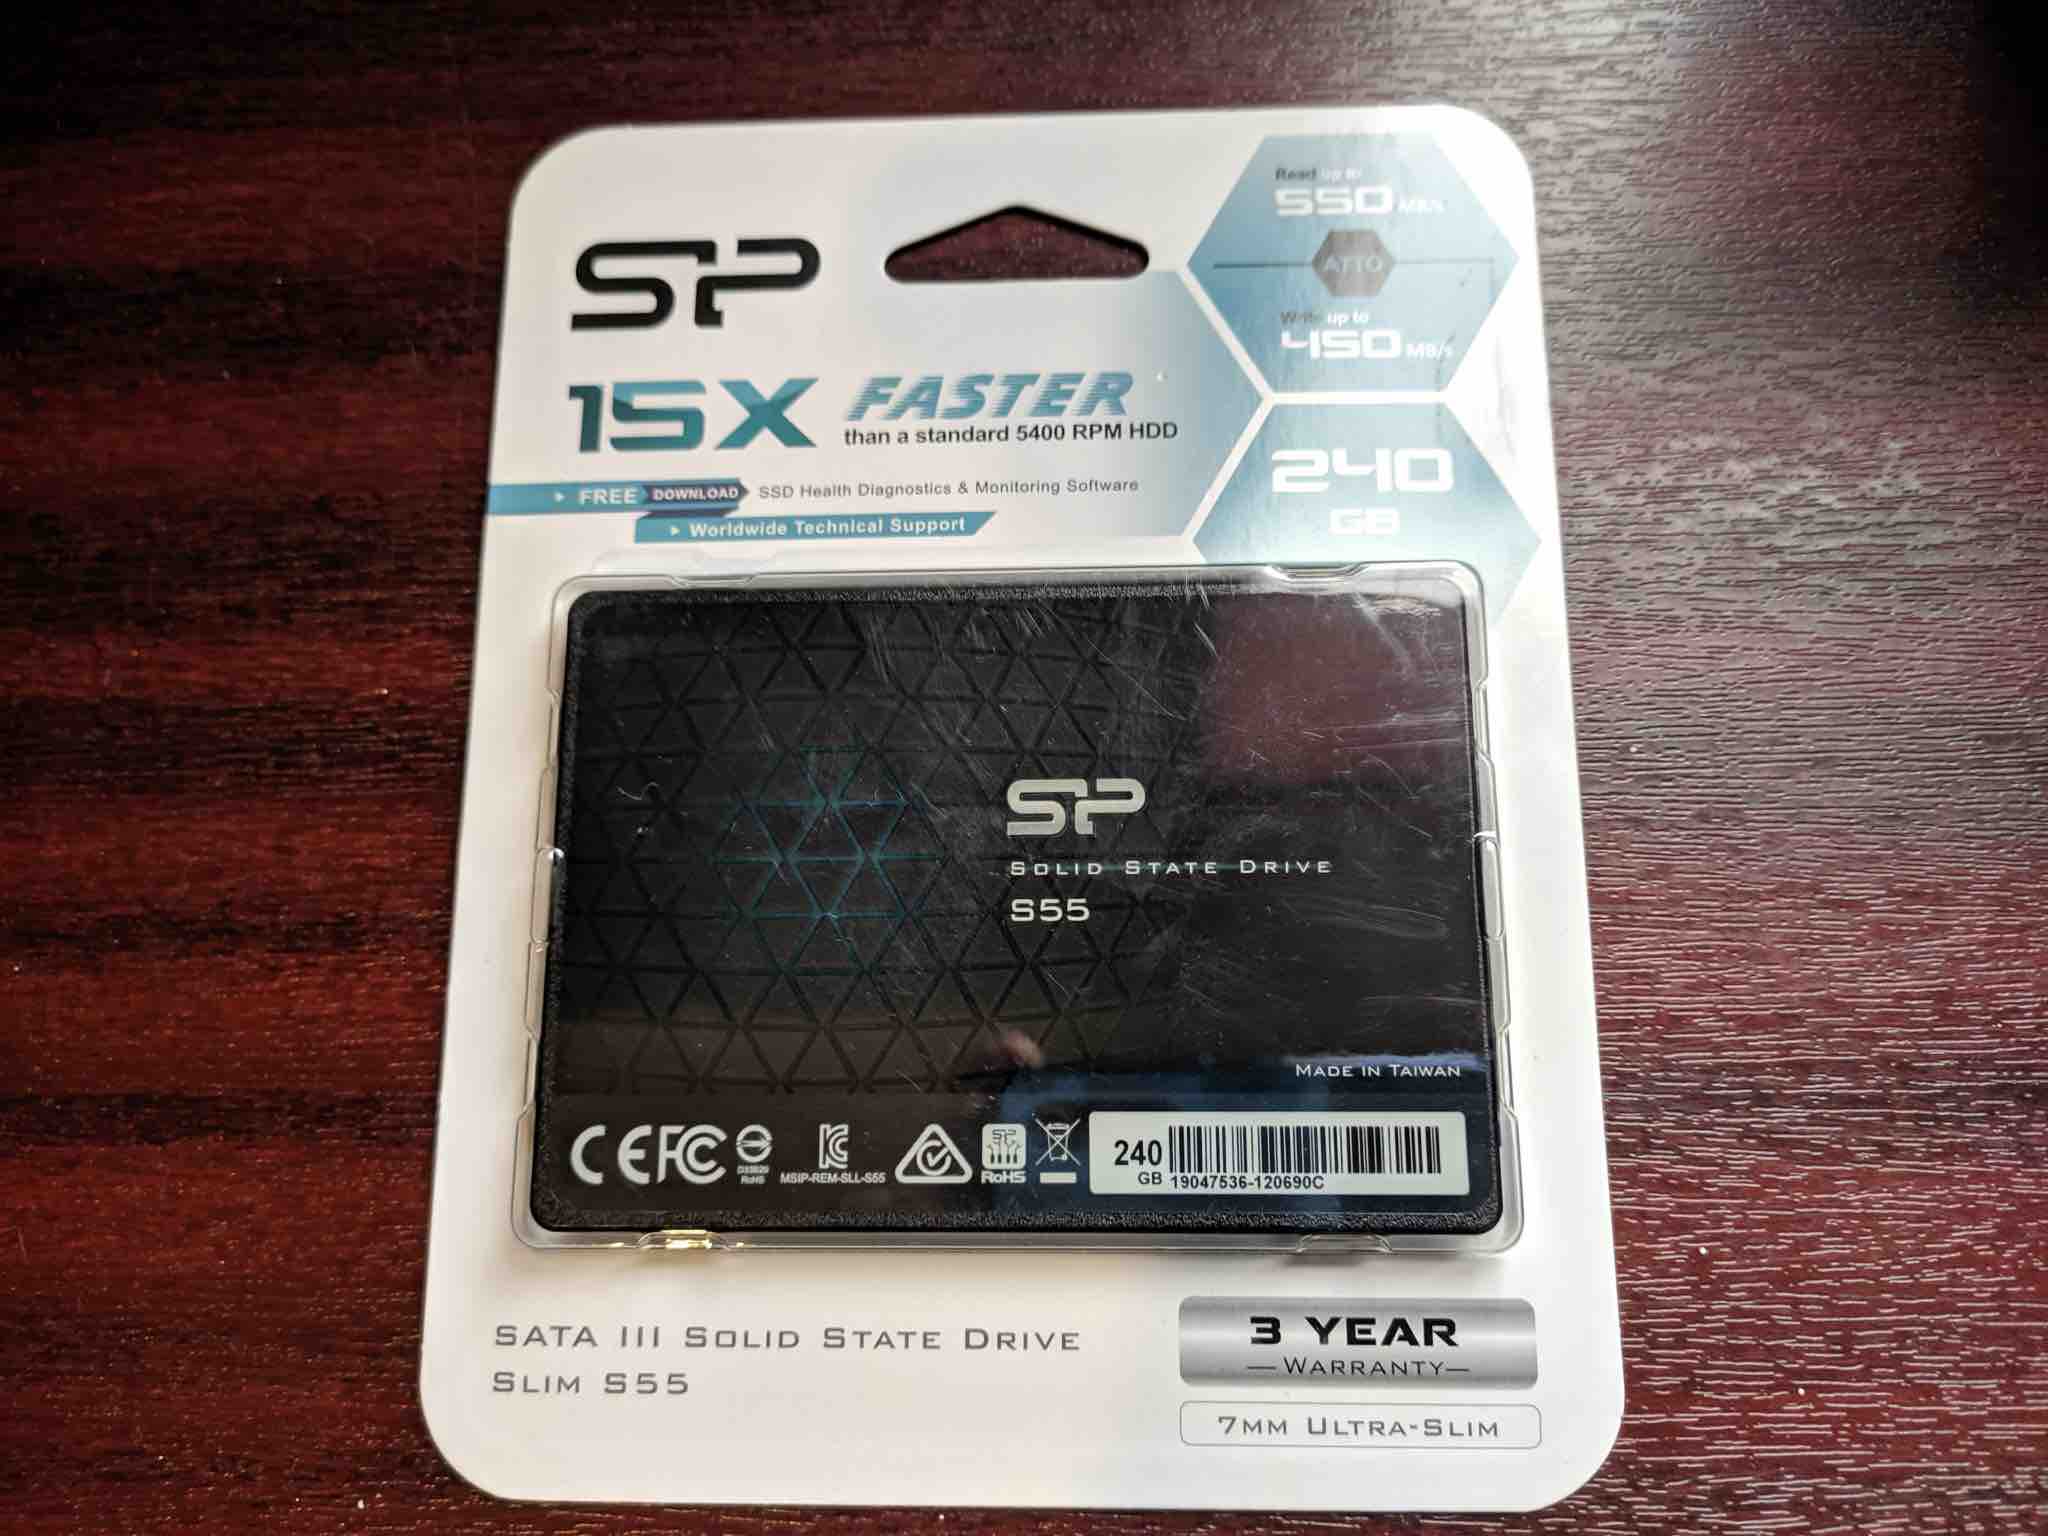 SP
Read up to
550 MB/s
ATTO
Write up to
450 MB/s
15X FASTER
than a standard 5400 RPM HDD
FREE DOWNLOAD SSD Health Diagnostics & Monitoring Software
Worldwide Technical Support
240
GB
SP
SOLID STATE DRIVE
S55
MADE IN TAIWAN
CE FC
D33B29
RoHS
MSIP-REM-SLL-S55
SP
RoHS
240
GB 19047536-120690C
SATA III SOLID STATE DRIVE
SLIM S55
3 YEAR
WARRANTY
7MM ULTRA-SLIM